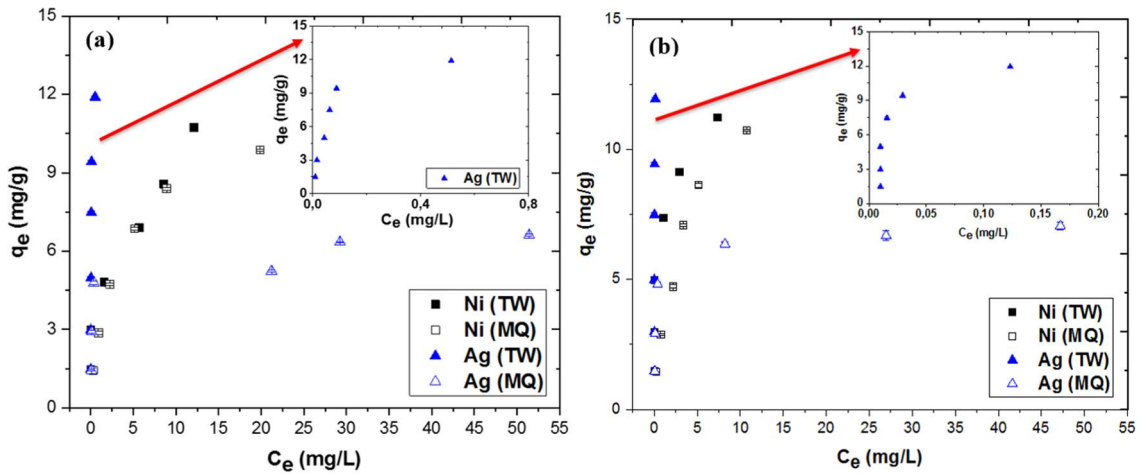 (a)
15
12
9
6
3
0
qe (mg/g)
0 5 10 15 20 25 30 35 40 45 50 55
Ce (mg/L)
Ni (TW)
Ni (MQ)
Ag (TW)
Ag (MQ)
15
12
9
6
3
0
qe (mg/g)
0,0 0,4 0,8
Ce (mg/L)
Ag (TW)
(b)
15
10
5
0
qe (mg/g)
0 5 10 15 20 25 30 35 40 45 50 55
Ce (mg/L)
Ni (TW)
Ni (MQ)
Ag (TW)
Ag (MQ)
15
12
9
6
3
0
qe (mg/g)
0,00 0,05 0,10 0,15 0,20
Ce (mg/L)